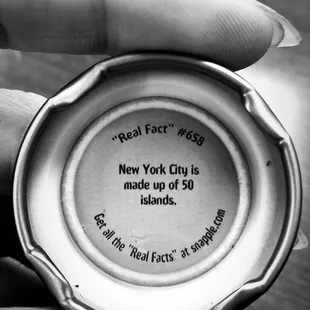 "Real Fact" #658
New York City is
made up of 50
islands.
Get all the "Real Facts" at snapple.com